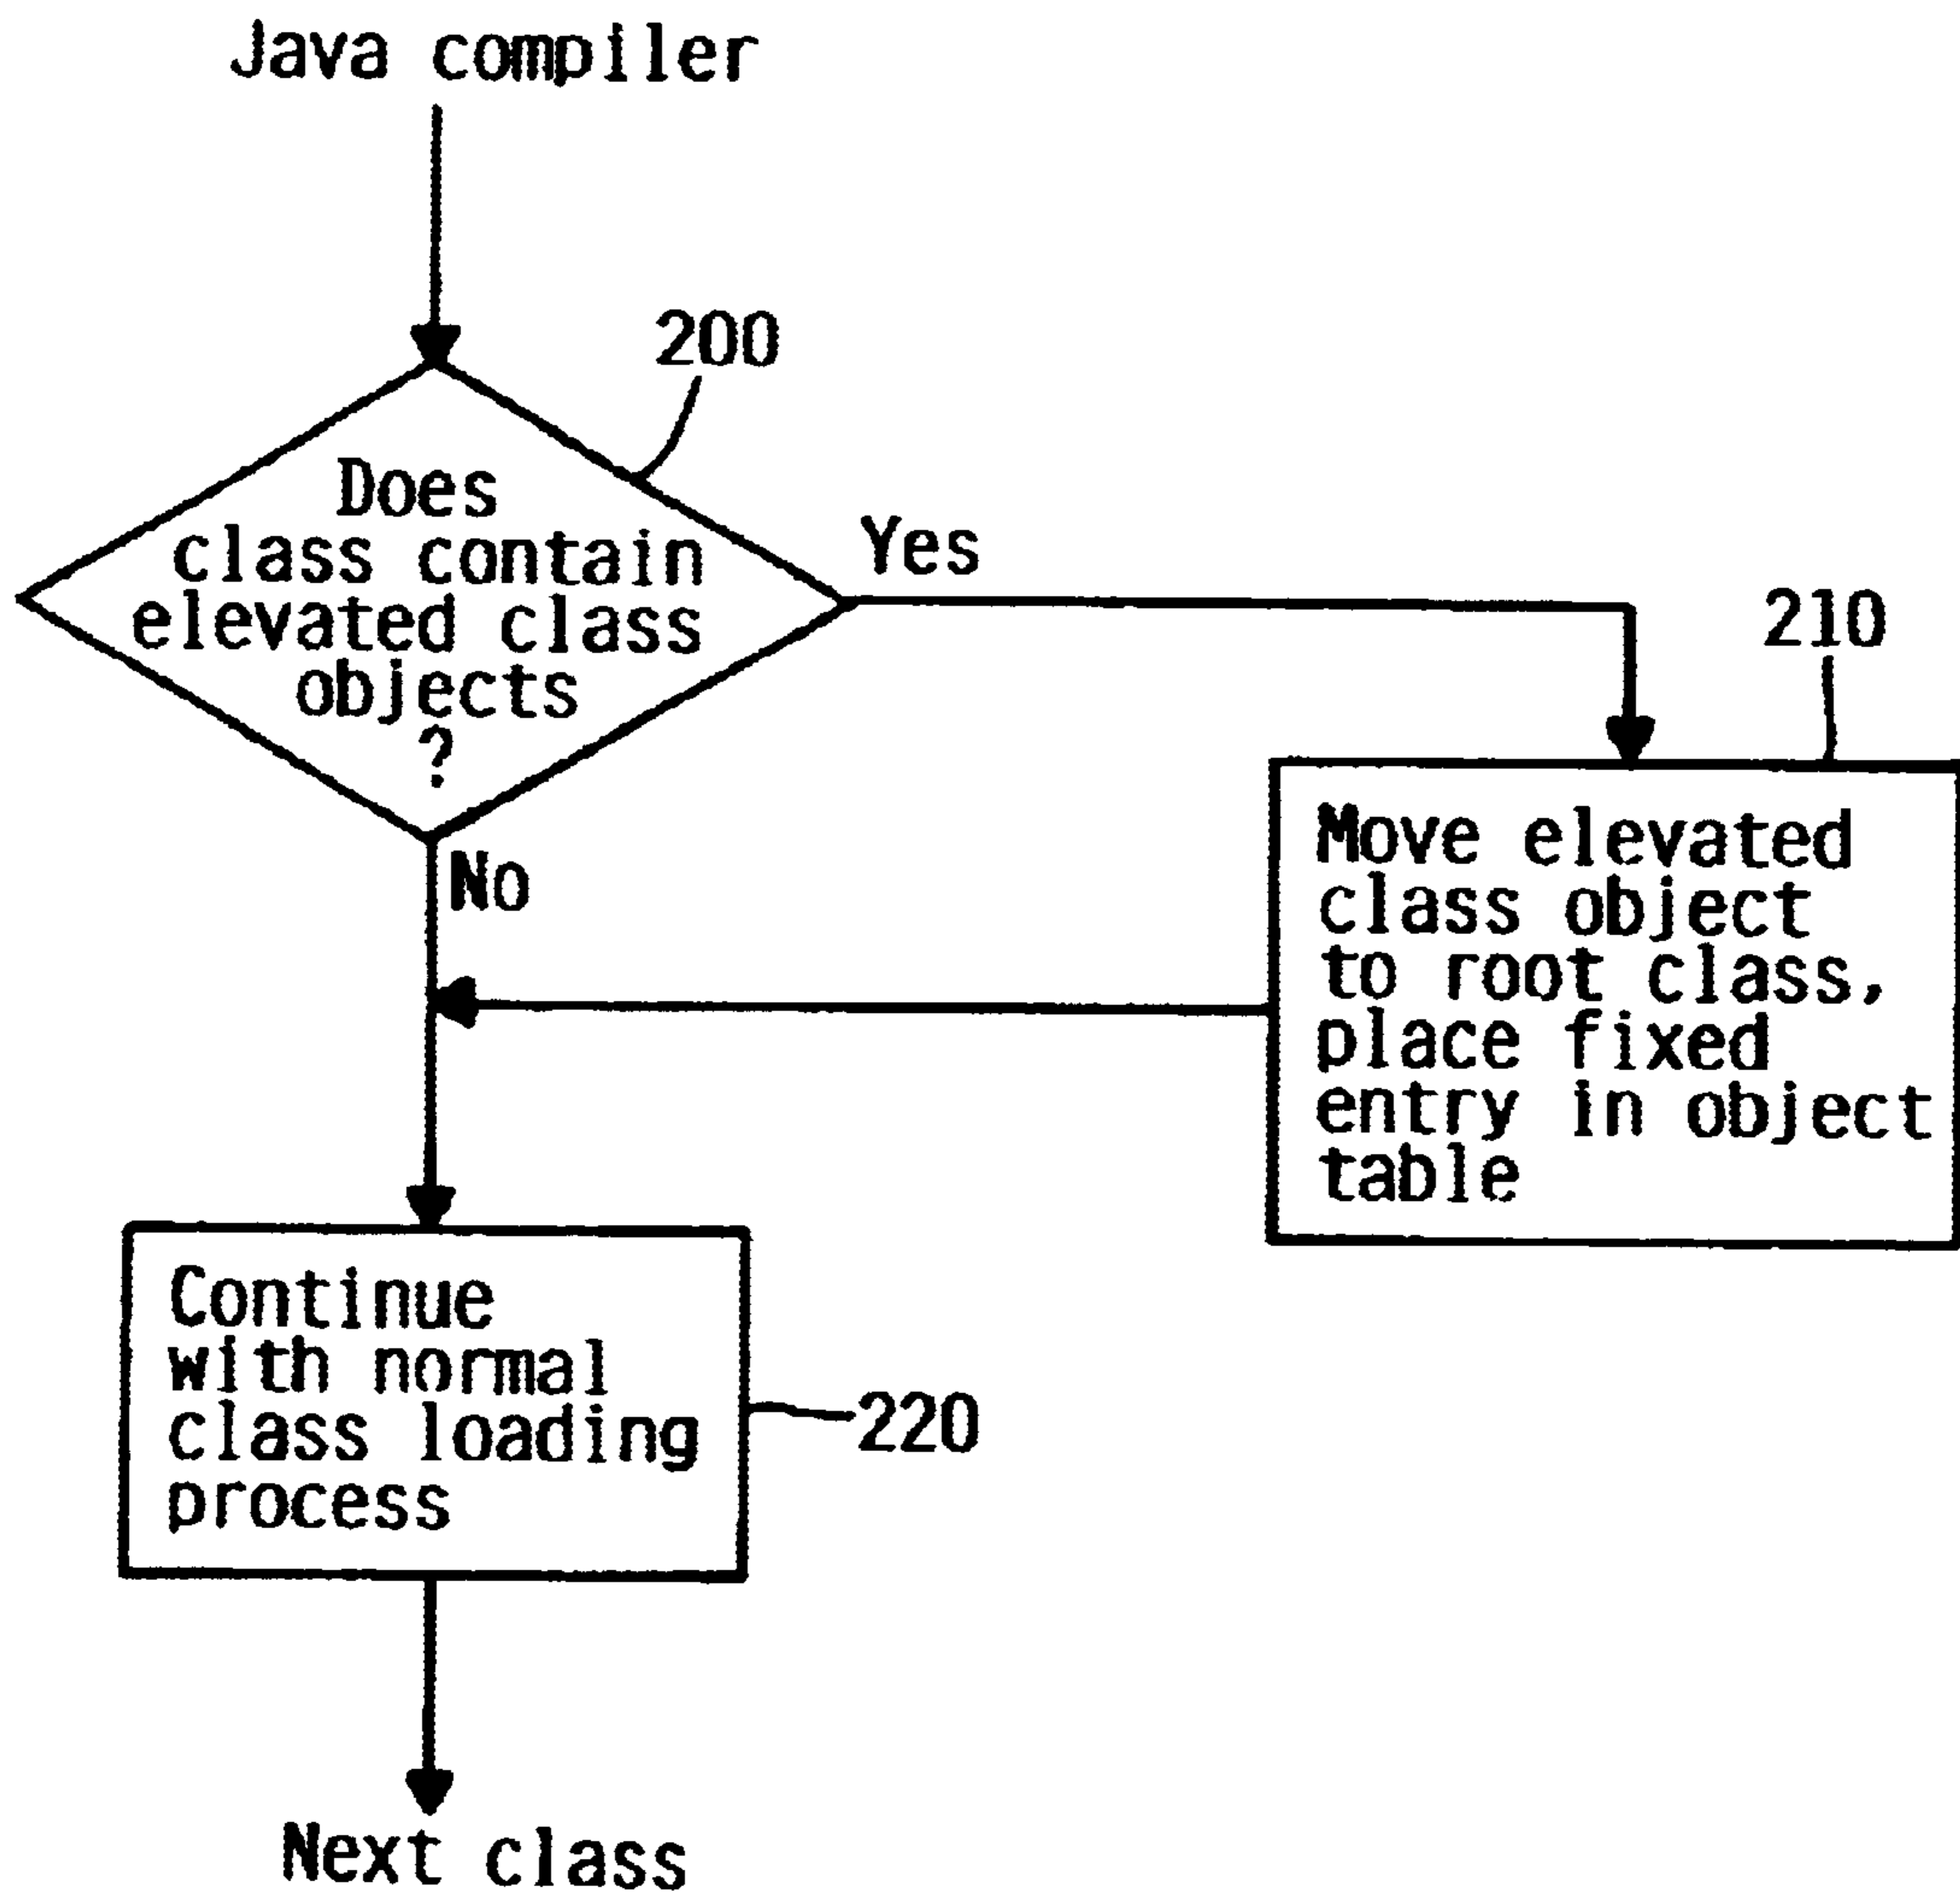 Java compiler
200
Does
class contain
elevated class
objects
?
Yes
No
210
Move elevated
class object
to root class,
place fixed
entry in object
table
Continue
with normal
class loading
process
220
Next class